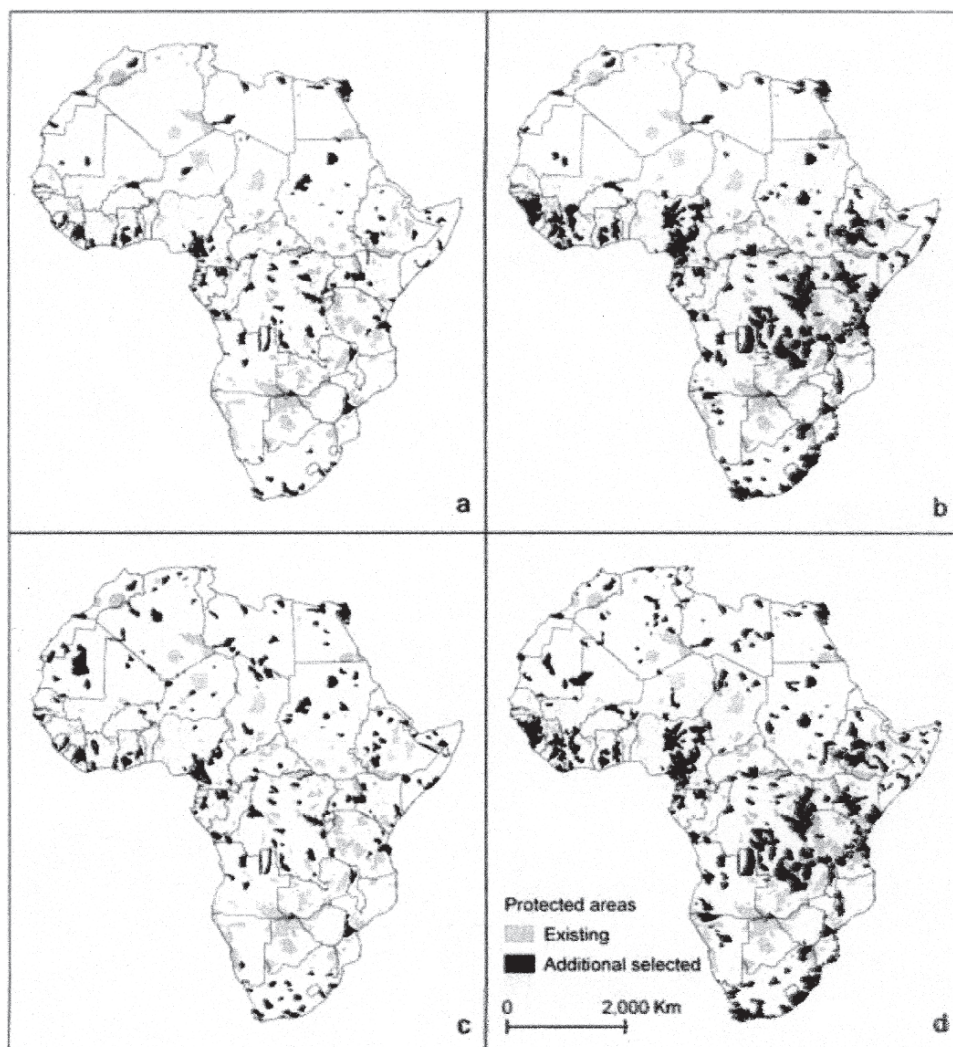 a
b
Protected areas
Existing
Additional selected
0 2,000 Km
c
d